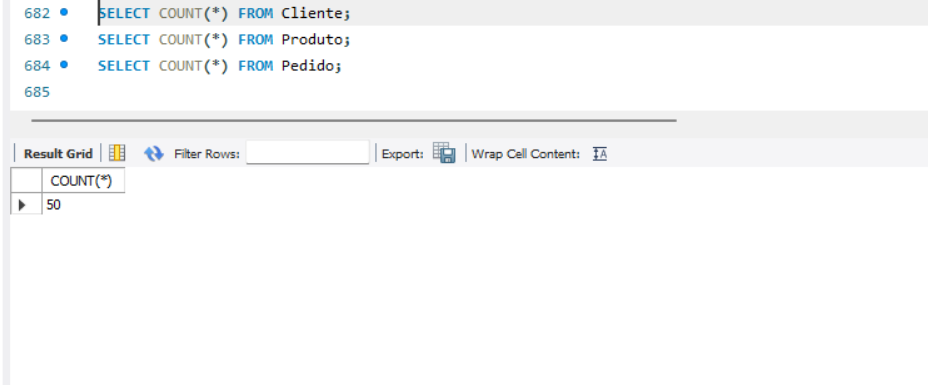 682 SELECT COUNT(*) FROM Cliente;
683 SELECT COUNT(*) FROM Produto;
684 SELECT COUNT(*) FROM Pedido;
685
Result Grid Filter Rows: Export: Wrap Cell Content: IA
COUNT(*)
50